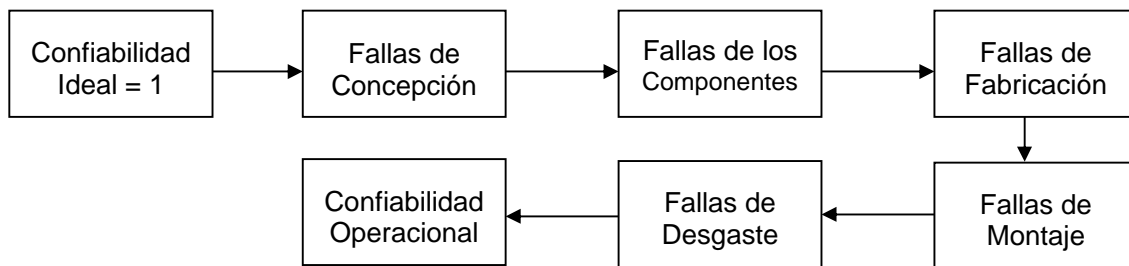 Confiabilidad
Ideal = 1
Fallas de
Concepción
Fallas de los
Componentes
Fallas de
Fabricación
Fallas de
Montaje
Fallas de
Desgaste
Confiabilidad
Operacional